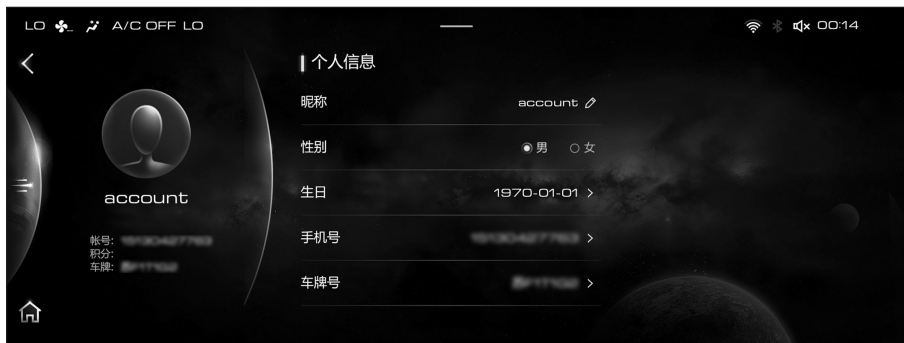 LO A/C OFF LO
00:14
个人信息
昵称 account
性别 男 女
生日 1970-01-01
手机号
车牌号
account
帐号:
积分:
车牌: